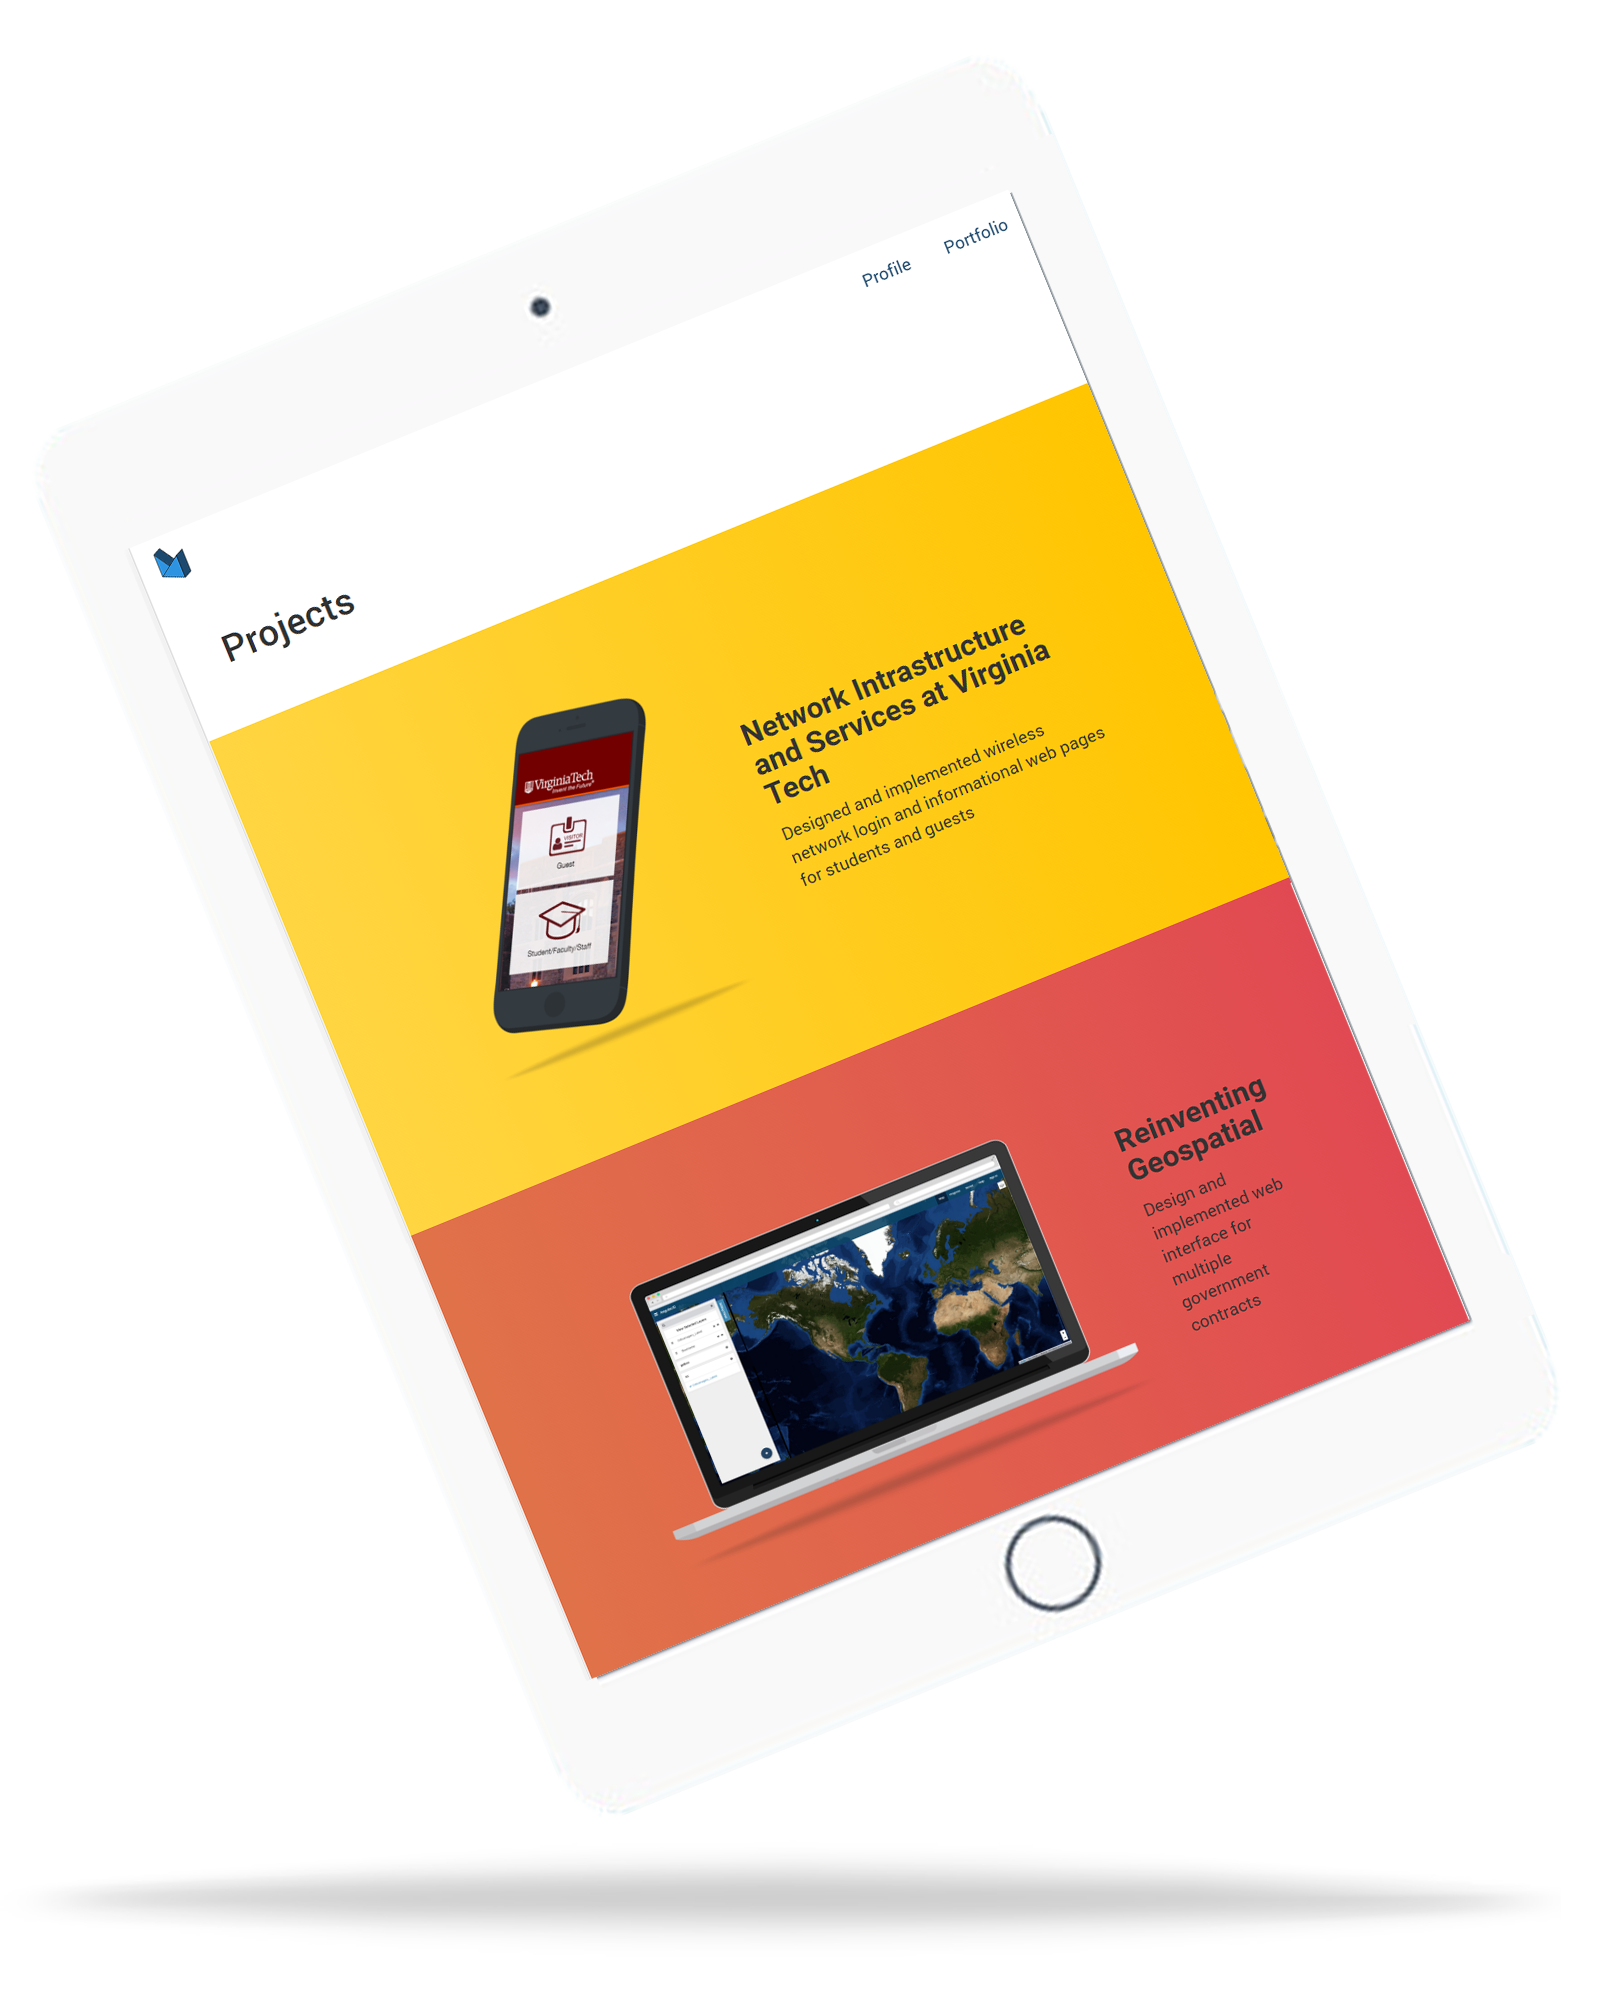 Profile
Portfolio
Projects
VirginiaTech
Invent the Future
VISITOR
Guest
Student/Faculty/Staff
Network Intrastructure
and Services at Virginia
Tech
Designed and implemented wireless
network login and informational web pages
for students and guests
Reinventing
Geospatial
Design and
implemented web
interface for
multiple
government
contracts